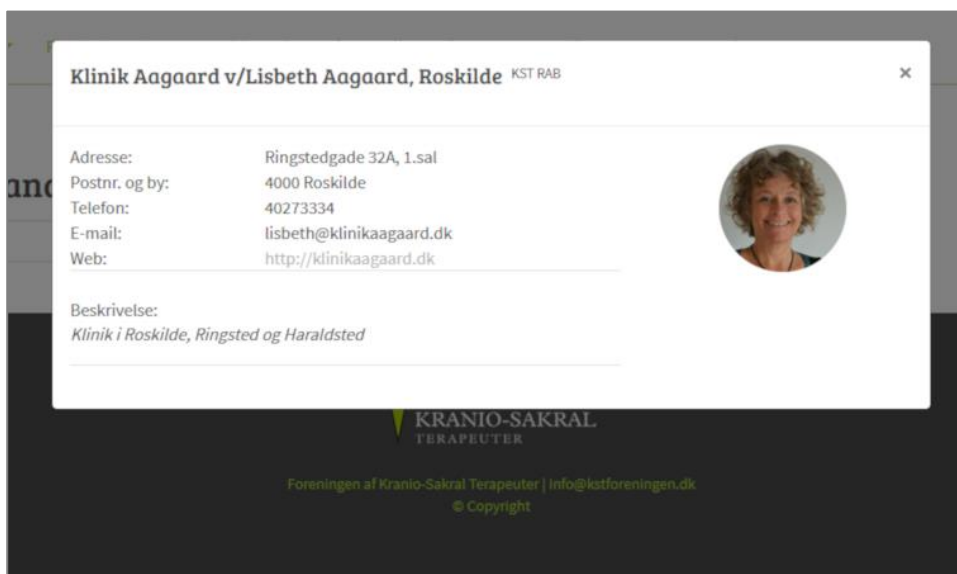 Klinik Aagaard v/Lisbeth Aagaard, Roskilde KST RAB ×
Adresse: Ringstedgade 32A, 1.sal
Postnr. og by: 4000 Roskilde
Telefon: 40273334
E-mail: lisbeth@klinikaagaard.dk
Web: http://klinikaagaard.dk
Beskrivelse:
Klinik i Roskilde, Ringsted og Haraldsted
KRANIO-SAKRAL
TERAPEUTER
Foreningen af Kranio-Sakral Terapeuter | info@kstforeningen.dk
© Copyright